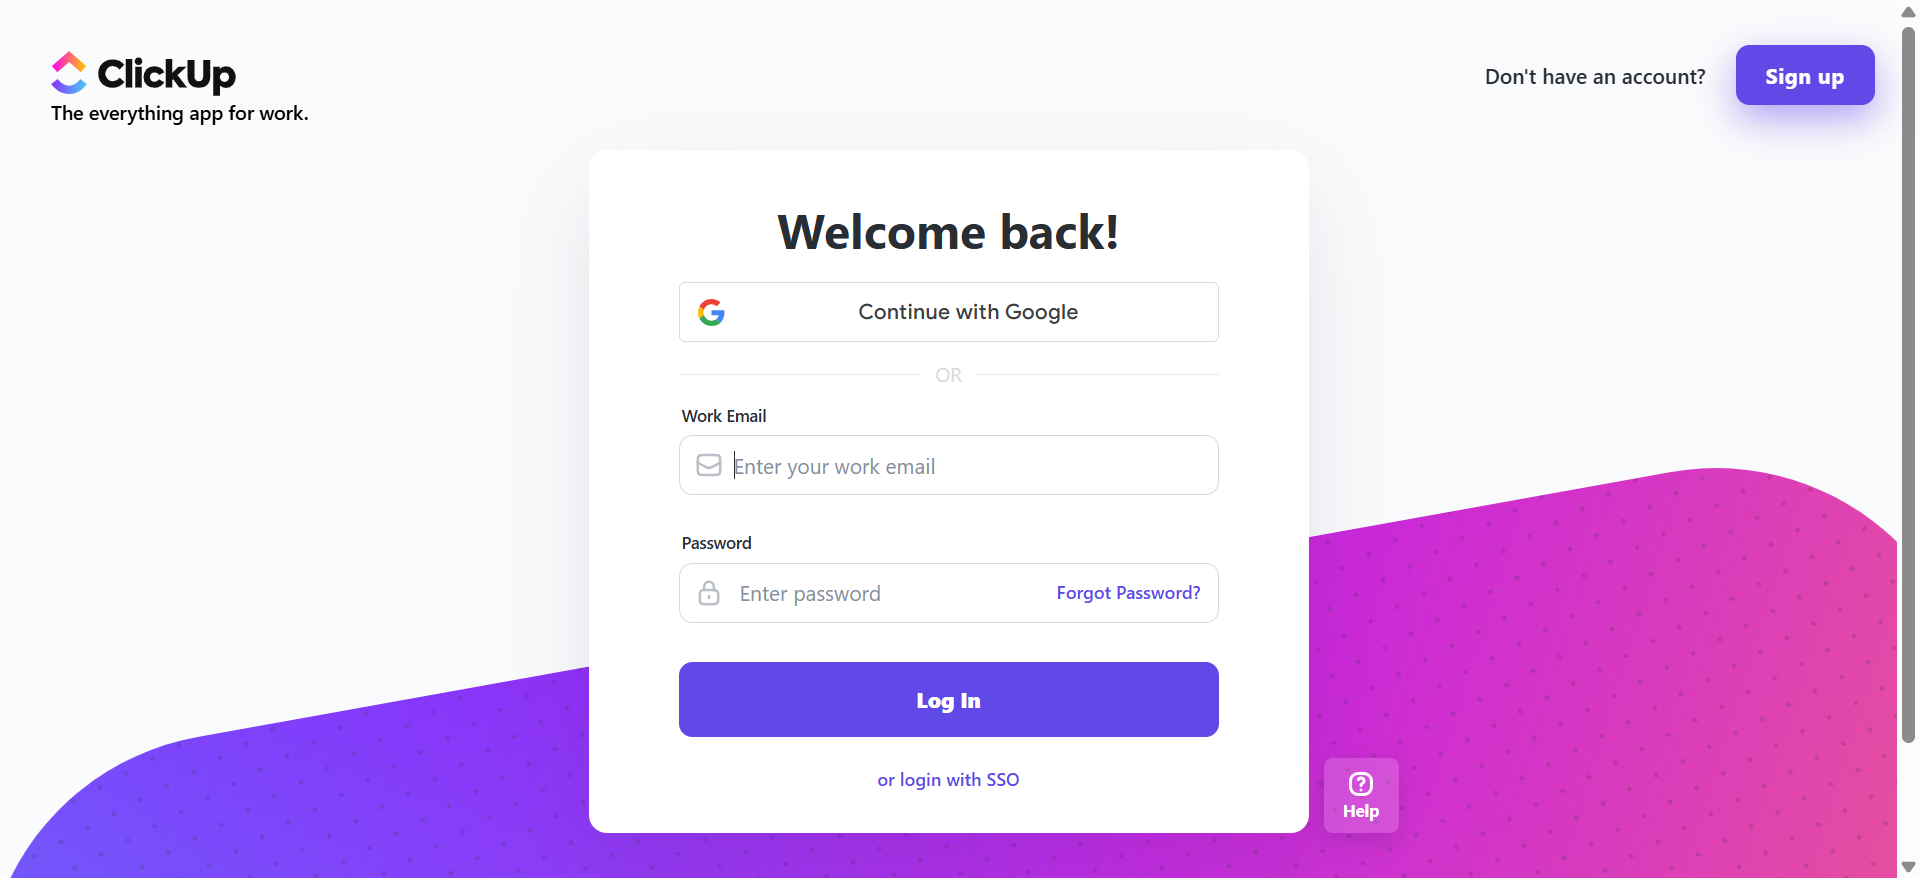 ClickUp
The everything app for work.
Don't have an account?
Sign up
Welcome back!
Continue with Google
OR
Work Email
Enter your work email
Password
Enter password
Forgot Password?
Log In
or login with SSO
Help